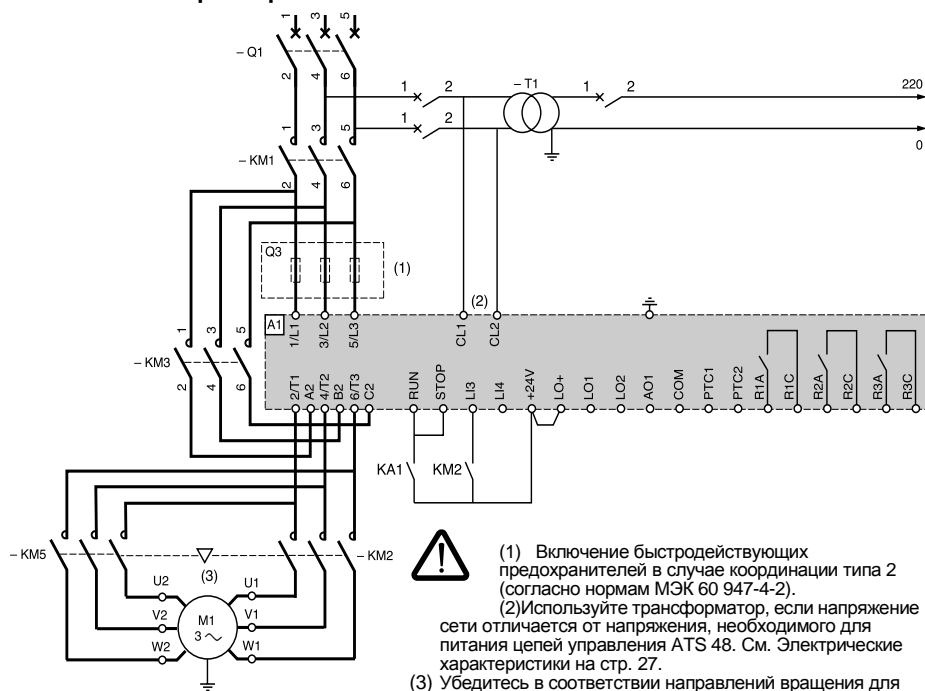 1 3 5
– Q1
2 4 6
1 2
– T1
1 2
220
1 2
0
1 3 5
– KM1
2 4 6
Q3
(1)
(2)
A1
1/L1 3/L2 5/L3 CL1 CL2
1 3 5
– KM3
2 4 6
2/T1 A2 4/T2 B2 6/T3 C2 RUN STOP LI3 LI4 +24V LO+ LO1 LO2 AO1 COM PTC1 PTC2 R1A R1C R2A R2C R3A R3C
KA1 KM2
– KM5
– KM2
(3)
U2 U1
V2 V1
W2 W1
M1
3 ~
(1) Включение быстродействующих
предохранителей в случае координации типа 2
(согласно нормам МЭК 60 947-4-2).
(2)Используйте трансформатор, если напряжение
сети отличается от напряжения, необходимого для
питания цепей управления ATS 48. См. Электрические
характеристики на стр. 27.
(3) Убедитесь в соответствии направлений вращения для